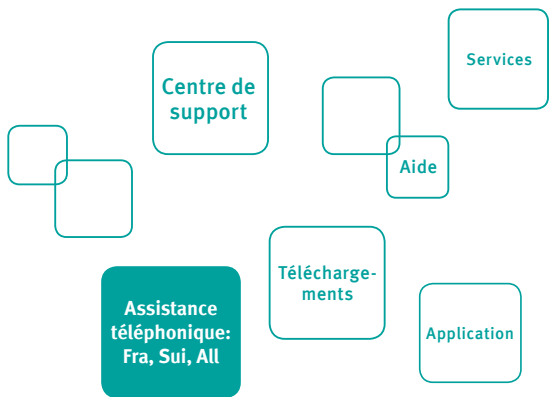 Services
Centre de
support
Aide
Télécharge-
ments
Assistance
téléphonique:
Fra, Sui, All
Application